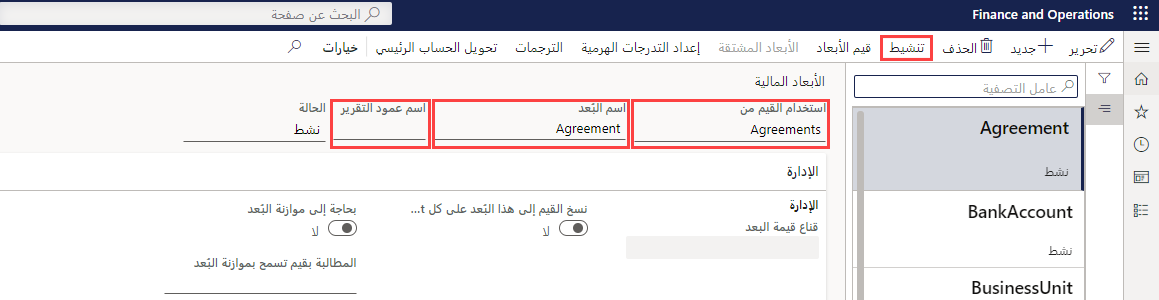 Finance and Operations
البحث عن صفحة
تحرير
جديد
الحذف
تنشيط
قيم الأبعاد
الأبعاد المشتقة
إعداد التدرجات الهرمية
الترجمات
تحويل الحساب الرئيسي
خيارات
عامل التصفية
Agreement
نشط
BankAccount
نشط
BusinessUnit
الأبعاد المالية
استخدام القيم من
اسم البُعد
اسم عمود التقرير
الحالة
Agreements
Agreement
نشط
الإدارة
الإدارة
قناع قيمة البعد
نسخ القيم إلى هذا البُعد على كل t...
لا
بحاجة إلى موازنة البُعد
لا
المطالبة بقيم تسمح بموازنة البُعد